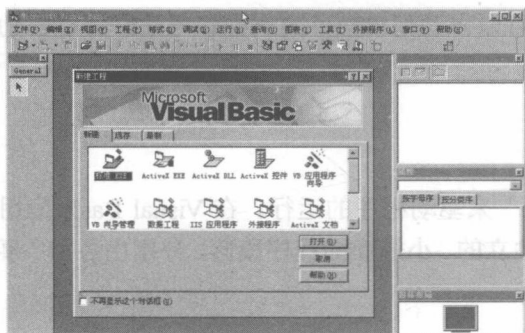 文件(F) 编辑(E) 视图(V) 工程(P) 格式(O) 调试(D) 运行(R) 查询(U) 图表(I) 工具(T) 外接程序(A) 窗口(W) 帮助(H)
General
新建工程
Microsoft
Visual Basic
新建 现存 最新
标准 EXE ActiveX EXE ActiveX DLL ActiveX 控件 VB 应用程序向导
VB 向导管理 数据工程 IIS 应用程序 外接程序 ActiveX 文档
打开(O)
取消
帮助(H)
不再显示这个对话框(D)
按字母序 按分类序